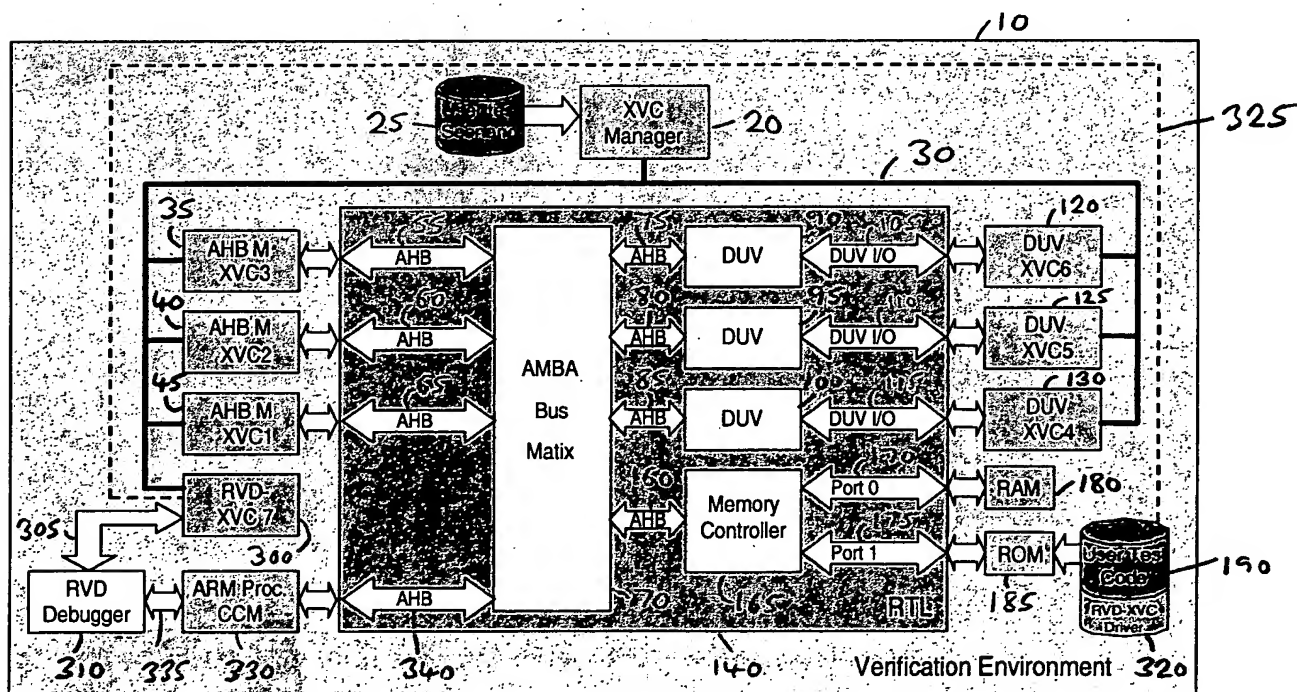 10
25
User Test
Scenario
XVC
Manager
20
325
30
35
AHB M
XVC3
55
AHB
75
AHB
DUV
90
105
DUV I/O
120
DUV
XVC6
40
AHB M
XVC2
60
AHB
AMBA
Bus
Matix
80
AHB
DUV
95
110
DUV I/O
125
DUV
XVC5
45
AHB M
XVC1
65
AHB
85
AHB
DUV
100
115
DUV I/O
130
DUV
XVC4
RVD
XVC 7
300
305
160
AHB
Memory
Controller
170
Port 0
RAM
180
175
Port 1
ROM
185
User Test
Code
190
RVD-XVC
Driver
320
RVD
Debugger
310
335
ARM Proc.
CCM
330
AHB
340
70
165
RTL
140
Verification Environment